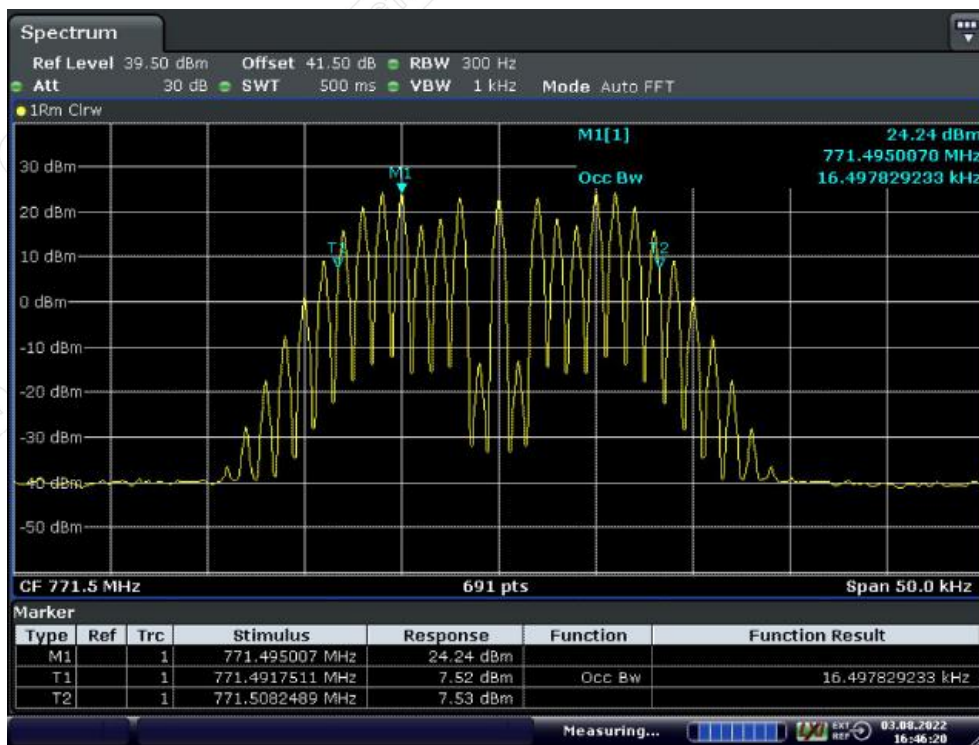 Spectrum
Ref Level 39.50 dBm Offset 41.50 dB RBW 300 Hz
Att 30 dB SWT 500 ms VBW 1 kHz Mode Auto FFT
1Rm Clrw
M1[1] 24.24 dBm
771.4950070 MHz
30 dBm
M1
Occ Bw 16.497829233 kHz
20 dBm
T1 T2
10 dBm
0 dBm
-10 dBm
-20 dBm
-30 dBm
-40 dBm
-50 dBm
CF 771.5 MHz 691 pts Span 50.0 kHz
Marker
Type Ref Trc Stimulus Response Function Function Result
M1 1 771.495007 MHz 24.24 dBm
T1 1 771.4917511 MHz 7.52 dBm Occ Bw 16.497829233 kHz
T2 1 771.5082489 MHz 7.53 dBm
Measuring... LXI EXT REF 03.08.2022
16:46:20